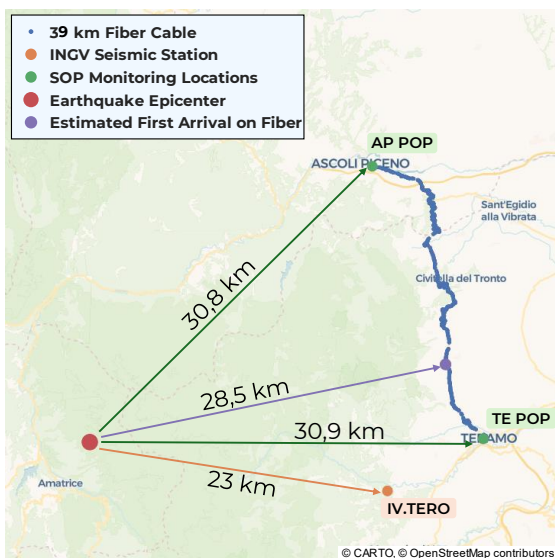 39 km Fiber Cable
INGV Seismic Station
SOP Monitoring Locations
Earthquake Epicenter
Estimated First Arrival on Fiber
AP POP
ASCOLI PICENO
Sant'Egidio
alla Vibrata
Civitella del Tronto
30,8 km
28,5 km
TE POP
30,9 km
TERAMO
23 km
Amatrice
IV.TERO
© CARTO, © OpenStreetMap contributors